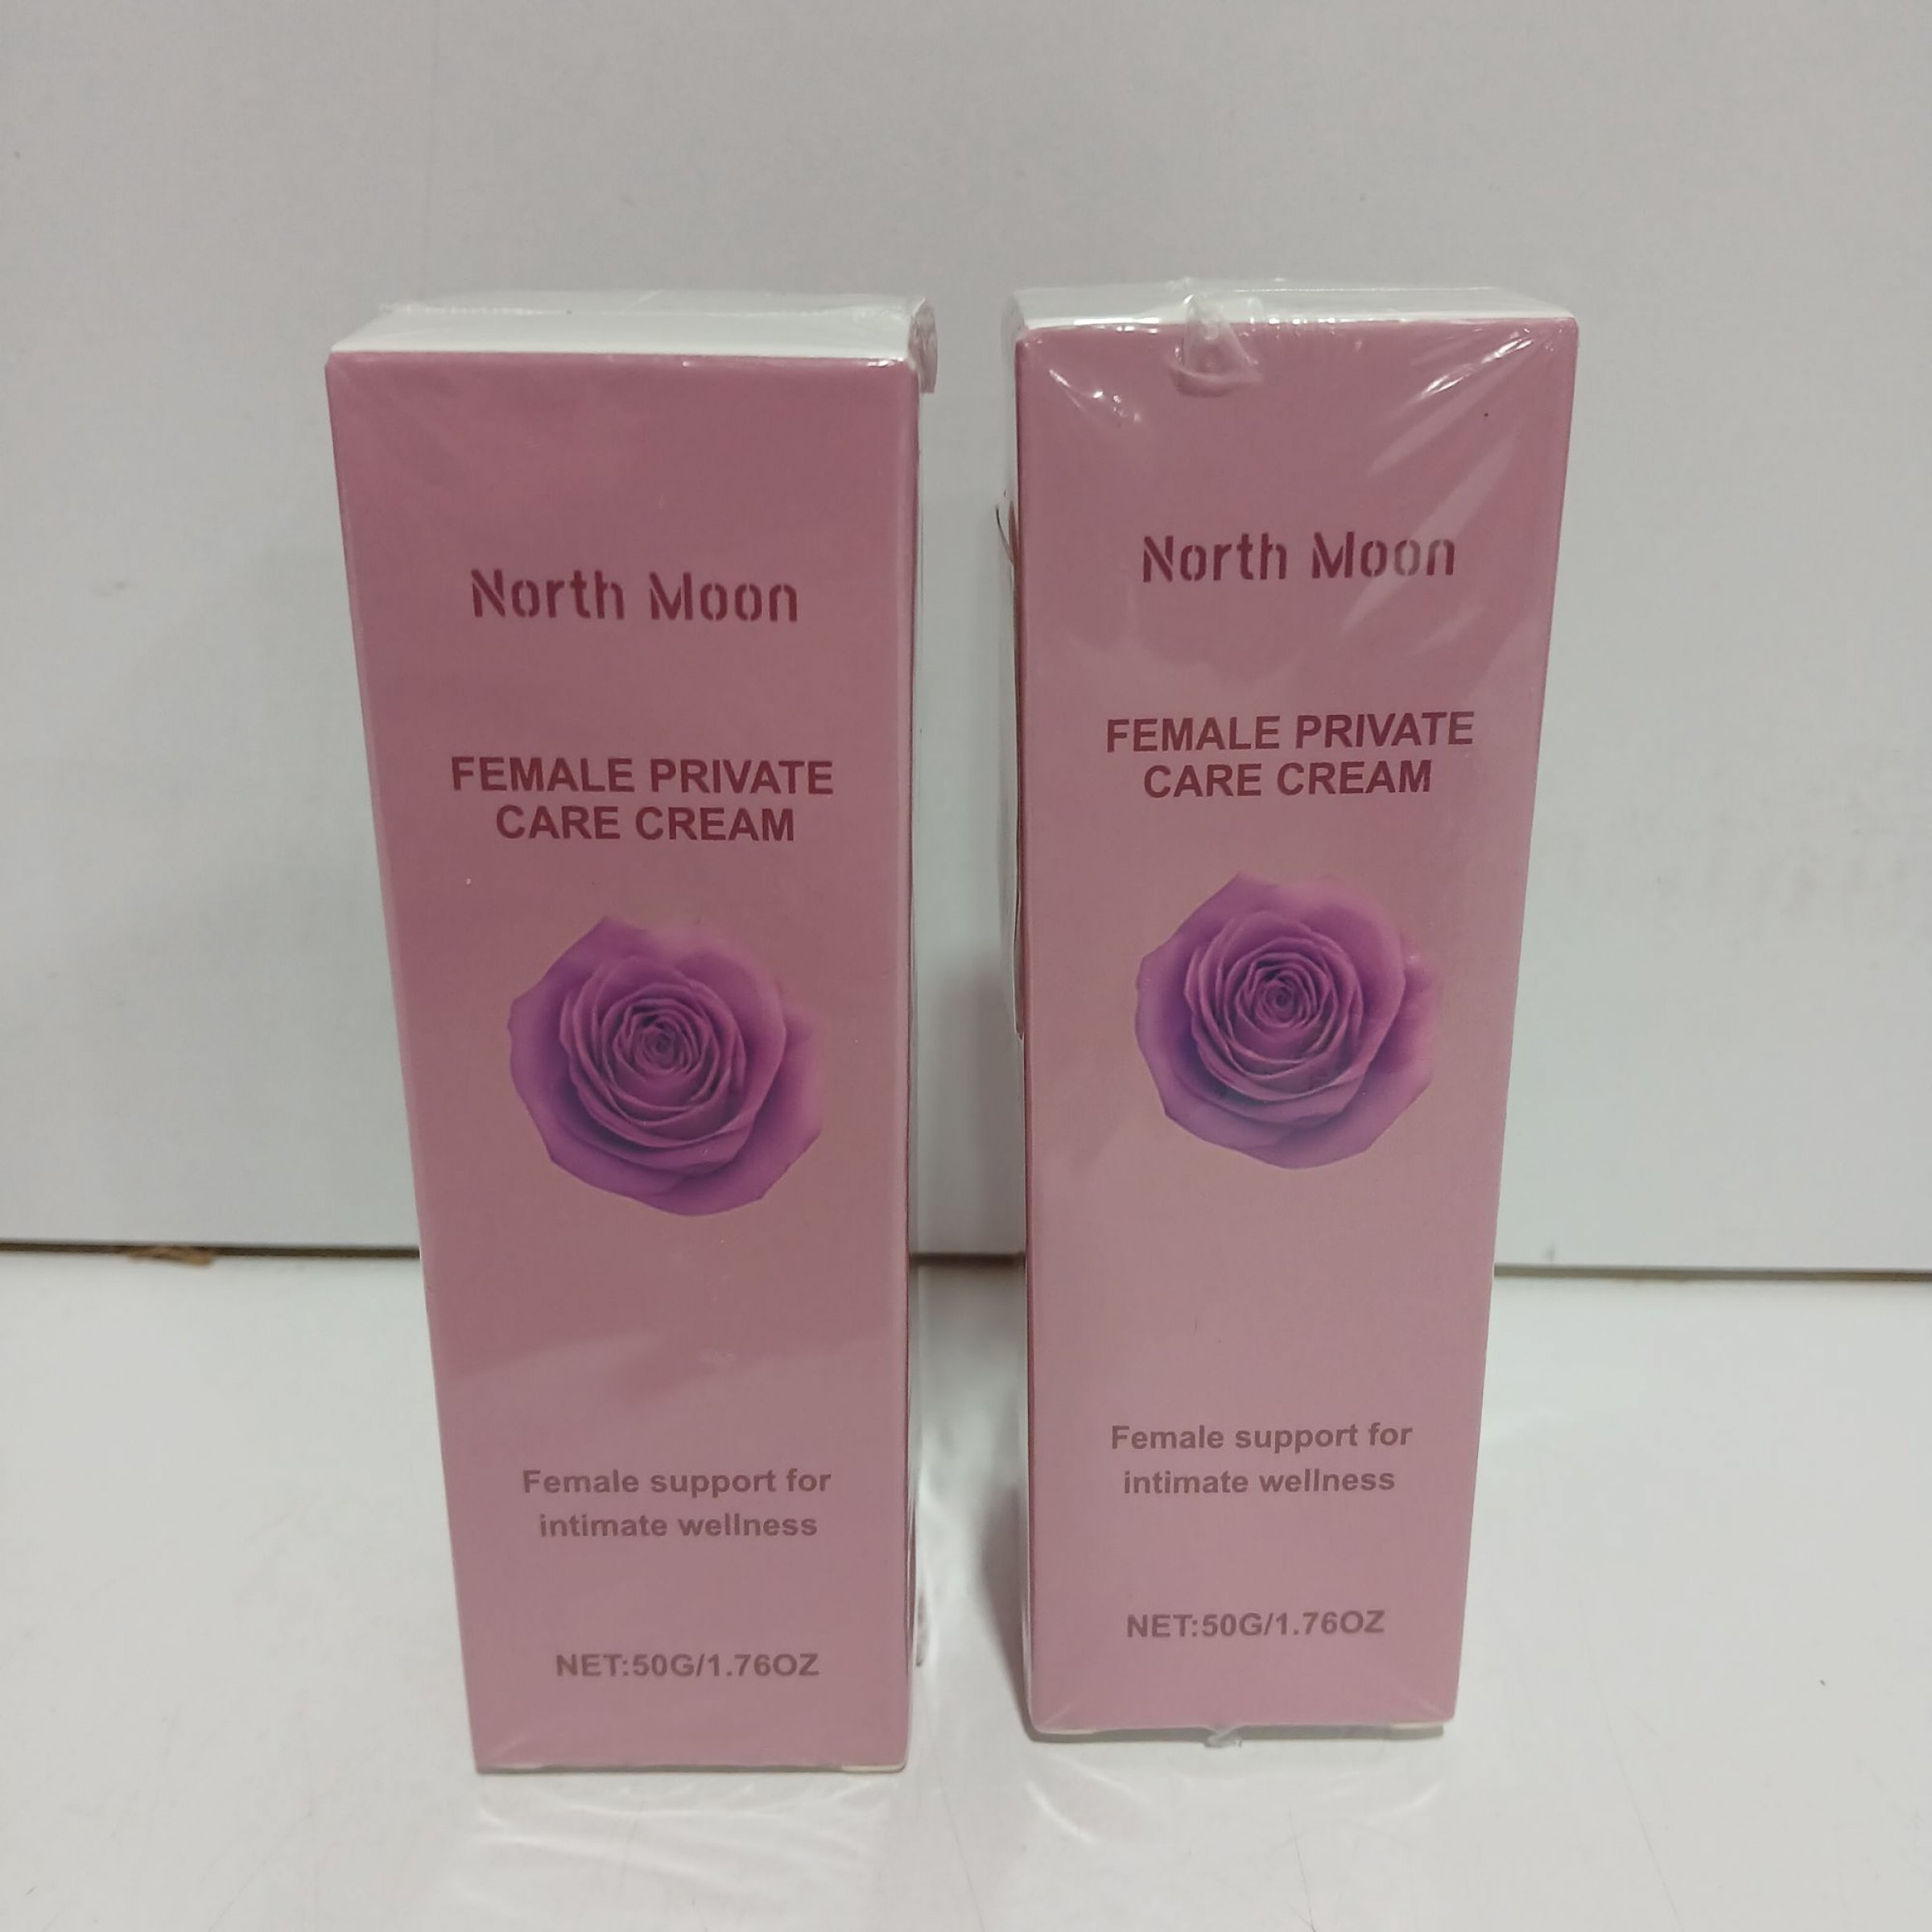 North Moon
FEMALE PRIVATE
CARE CREAM
Female support for
intimate wellness
NET:50G/1.76OZ
North Moon
FEMALE PRIVATE
CARE CREAM
Female support for
intimate wellness
NET:50G/1.76OZ